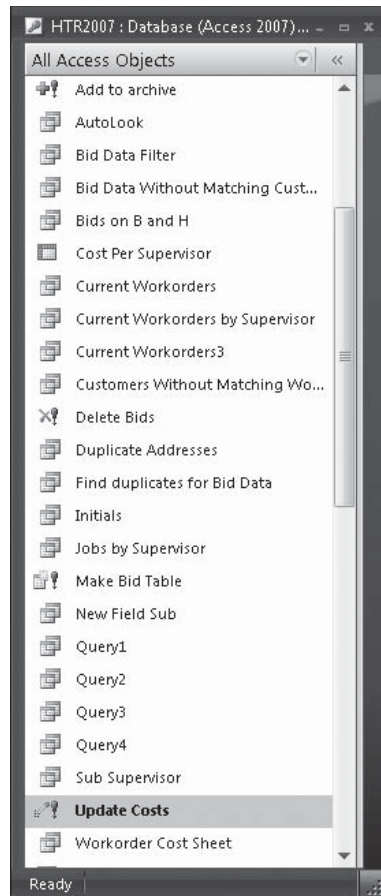 HTR2007 : Database (Access 2007)...
All Access Objects
Add to archive
AutoLook
Bid Data Filter
Bid Data Without Matching Cust...
Bids on B and H
Cost Per Supervisor
Current Workorders
Current Workorders by Supervisor
Current Workorders3
Customers Without Matching Wo...
Delete Bids
Duplicate Addresses
Find duplicates for Bid Data
Initials
Jobs by Supervisor
Make Bid Table
New Field Sub
Query1
Query2
Query3
Query4
Sub Supervisor
Update Costs
Workorder Cost Sheet
Ready